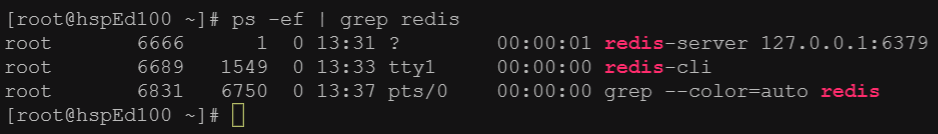 [root@hspEd100 ~]# ps -ef | grep redis
root        6666       1  0 13:31 ?        00:00:01 redis-server 127.0.0.1:6379
root        6689    1549  0 13:33 tty1     00:00:00 redis-cli
root        6831    6750  0 13:37 pts/0    00:00:00 grep --color=auto redis
[root@hspEd100 ~]#